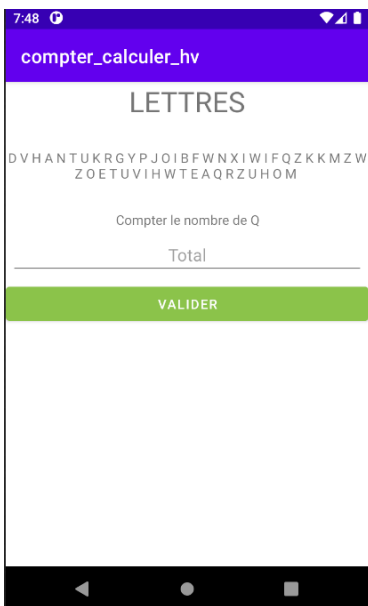 7:48
compter_calculer_hv
LETTRES
D V H A N T U K R G Y P J O I B F W N X I W I F Q Z K K M Z W
Z O E T U V I H W T E A Q R Z U H O M
Compter le nombre de Q
Total
VALIDER